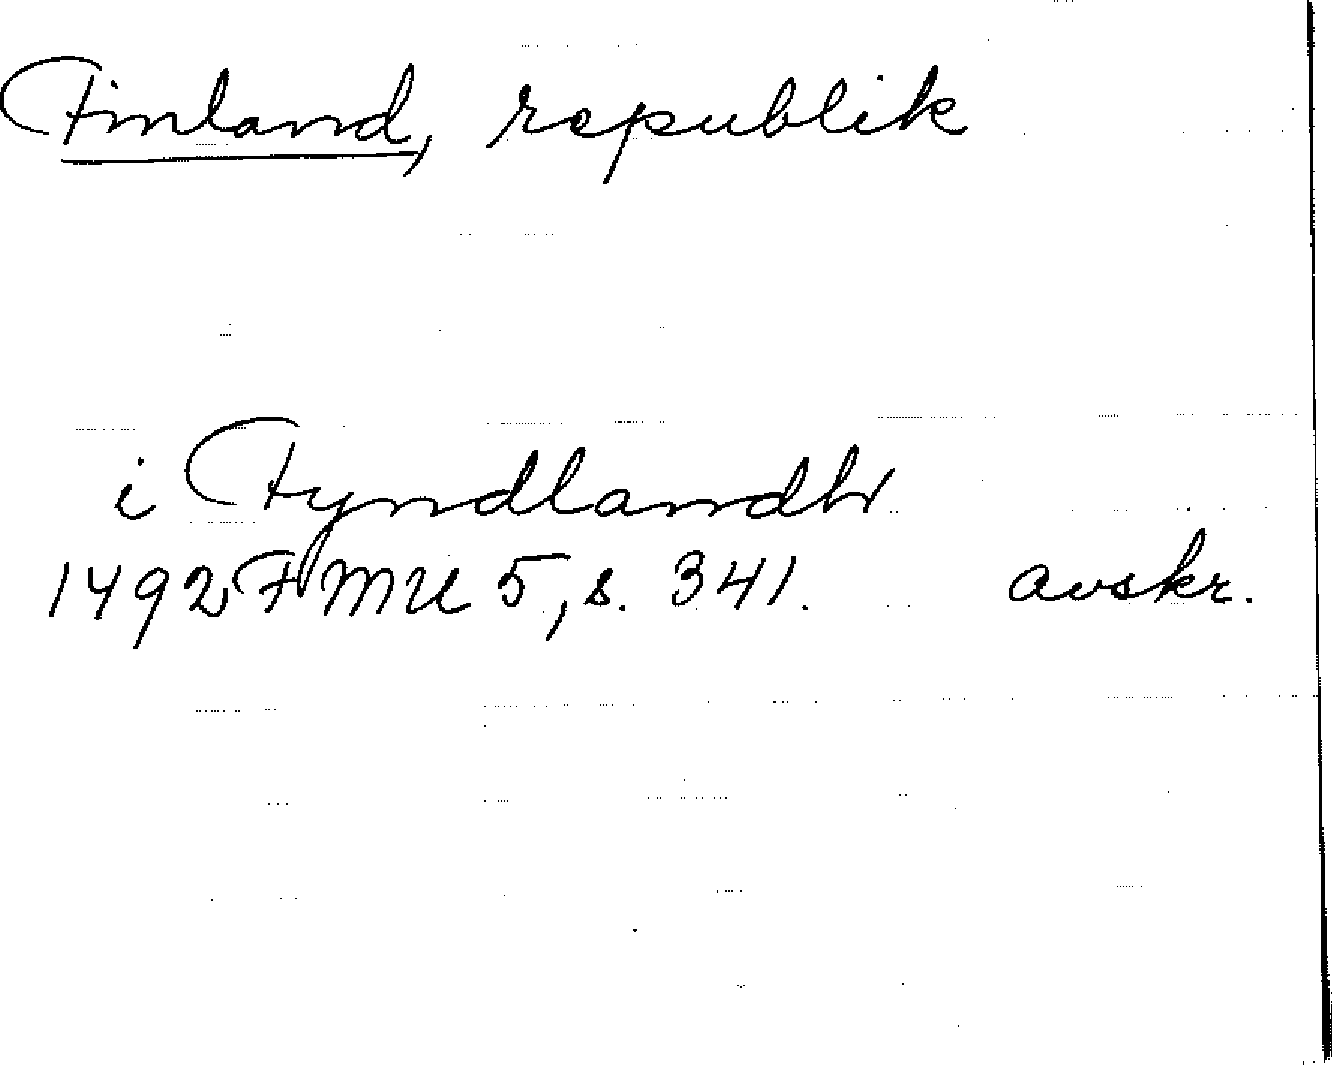 Finland, republik
i Fyndlandh
1492 FMU 5, s. 341. avskr.